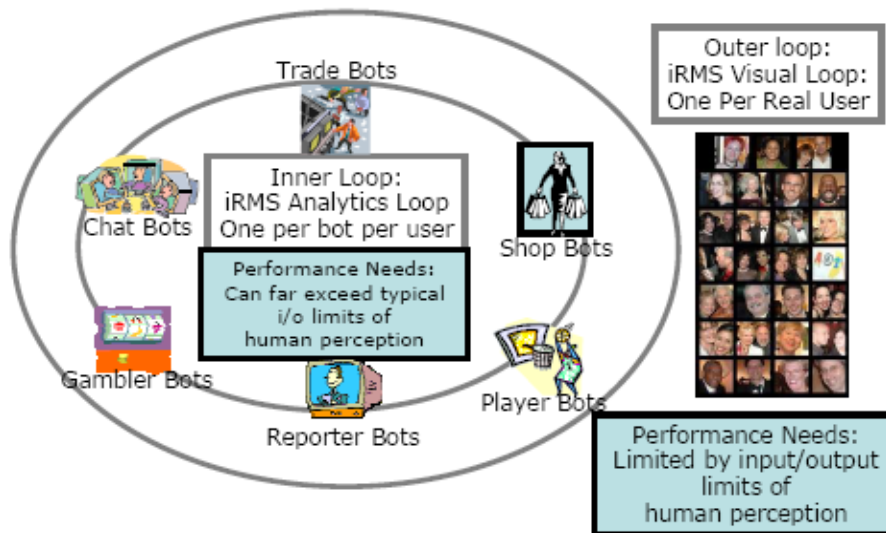 Trade Bots
Outer loop:
iRMS Visual Loop:
One Per Real User
Inner Loop:
iRMS Analytics Loop
One per bot per user
Chat Bots
Shop Bots
Performance Needs:
Can far exceed typical
i/o limits of
human perception
Gambler Bots
Player Bots
Reporter Bots
Performance Needs:
Limited by input/output
limits of
human perception